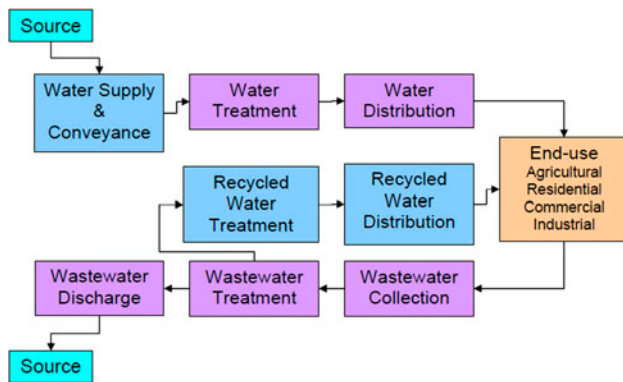 Source
Water Supply
&
Conveyance
Water
Treatment
Water
Distribution
End-use
Agricultural
Residential
Commercial
Industrial
Recycled
Water
Treatment
Recycled
Water
Distribution
Wastewater
Discharge
Wastewater
Treatment
Wastewater
Collection
Source